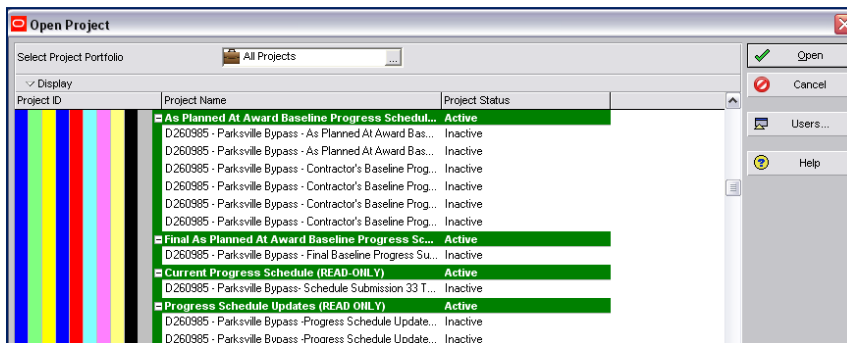 Open Project
Select Project Portfolio All Projects ... Open
Display Cancel
Project ID Project Name Project Status
As Planned At Award Baseline Progress Schedul... Active
D260985 - Parksville Bypass - As Planned At Award Bas... Inactive Users...
D260985 - Parksville Bypass - As Planned At Award Bas... Inactive
D260985 - Parksville Bypass - Contractor's Baseline Prog... Inactive Help
D260985 - Parksville Bypass - Contractor's Baseline Prog... Inactive
D260985 - Parksville Bypass - Contractor's Baseline Prog... Inactive
D260985 - Parksville Bypass - Contractor's Baseline Prog... Inactive
Final As Planned At Award Baseline Progress Sc... Active
D260985 - Parksville Bypass - Final Baseline Progress Su... Inactive
Current Progress Schedule (READ-ONLY) Active
D260985 - Parksville Bypass- Schedule Submission 33 T... Inactive
Progress Schedule Updates (READ ONLY) Active
D260985 - Parksville Bypass -Progress Schedule Update... Inactive
D260985 - Parksville Bypass -Progress Schedule Update... Inactive